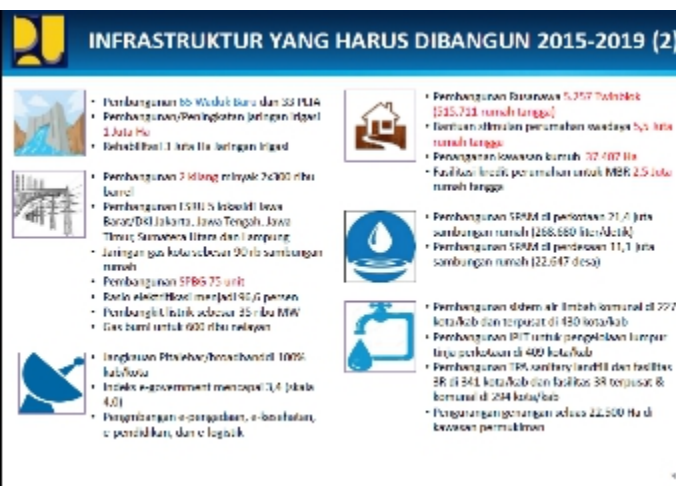 INFRASTRUKTUR YANG HARUS DIBANGUN 2015-2019 (2)
• Pembangunan 65 Waduk Baru dan 33 PLTA
• Pembangunan/Peningkatan jaringan irigasi
1 Juta Ha
• Rehabilitasi 3 Juta Ha jaringan irigasi
• Pembangunan 2 kilang minyak 2x300 ribu
barrel
• Pembangunan FSRU 5 lokasi di Jawa
Barat/DKI Jakarta, Jawa Tengah, Jawa
Timur, Sumatera Utara dan Lampung
• Jaringan gas kota sebesar 90 rb sambungan
rumah
• Pembangunan SPBG 75 unit
• Rasio elektrifikasi menjadi 96,6 persen
• Pembangkit listrik sebesar 35 ribu MW
• Gas bumi untuk 600 ribu nelayan
• Jangkauan Pitalebar/broadband di 100%
kab/kota
• Indeks e-government mencapai 3,4 (skala
4,0)
• Pengembangan e-pengadaan, e-kesehatan,
e-pendidikan, dan e-logistik
• Pembangunan Rusunawa 5.257 Twinblok
(515.711 rumah tangga)
• Bantuan stimulan perumahan swadaya 5,5 Juta
rumah tangga
• Penanganan kawasan kumuh 37.407 Ha
• Fasilitas kredit perumahan untuk MBR 2,5 Juta
rumah tangga
• Pembangunan SPAM di perkotaan 21,4 juta
sambungan rumah (268.680 liter/detik)
• Pembangunan SPAM di perdesaan 11,1 juta
sambungan rumah (22.647 desa)
• Pembangunan sistem air limbah komunal di 227
kota/kab dan terpusat di 430 kota/kab
• Pembangunan IPLT untuk pengelolaan lumpur
tinja perkotaan di 409 kota/kab
• Pembangunan TPA sanitary landfill dan fasilitas
3R di 341 kota/kab dan fasilitas 3R terpusat &
komunal di 294 kota/kab
• Pengurangan genangan seluas 22.500 Ha di
kawasan permukiman